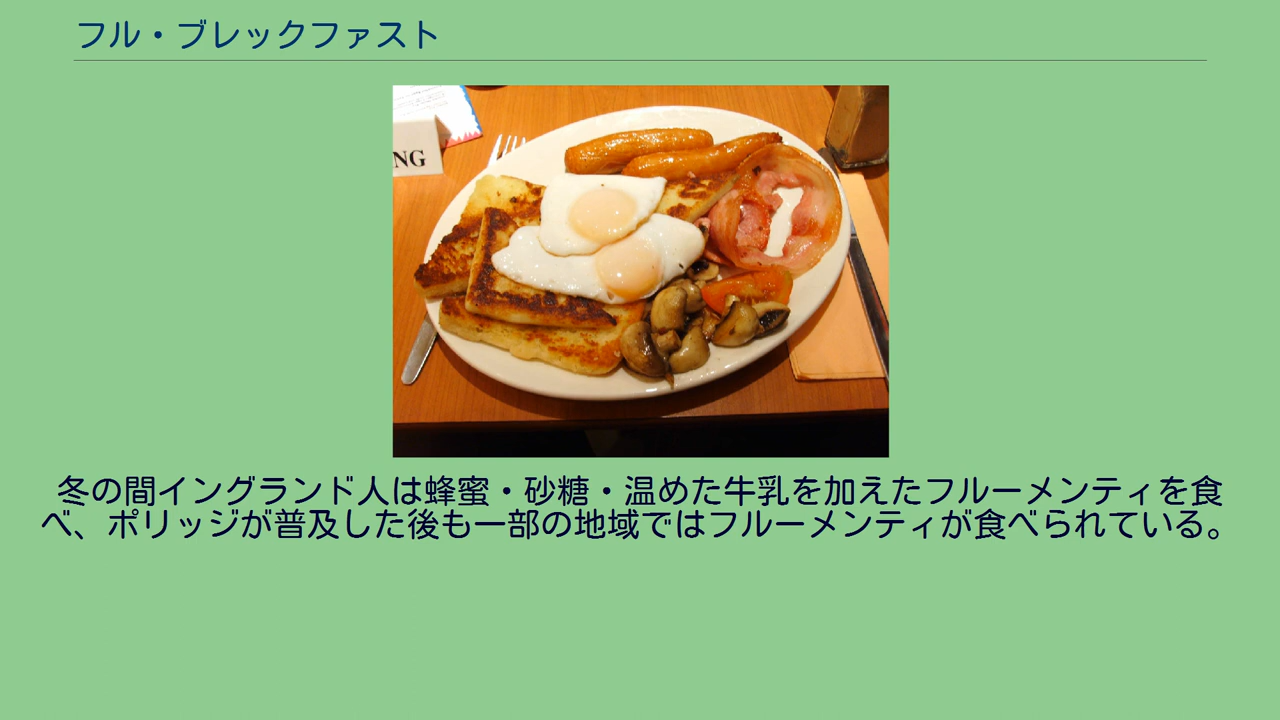 フル・ブレックファスト
NG
冬の間イングランド人は蜂蜜・砂糖・温めた牛乳を加えたフルーメンティを食
べ、ポリッジが普及した後も一部の地域ではフルーメンティが食べられている。